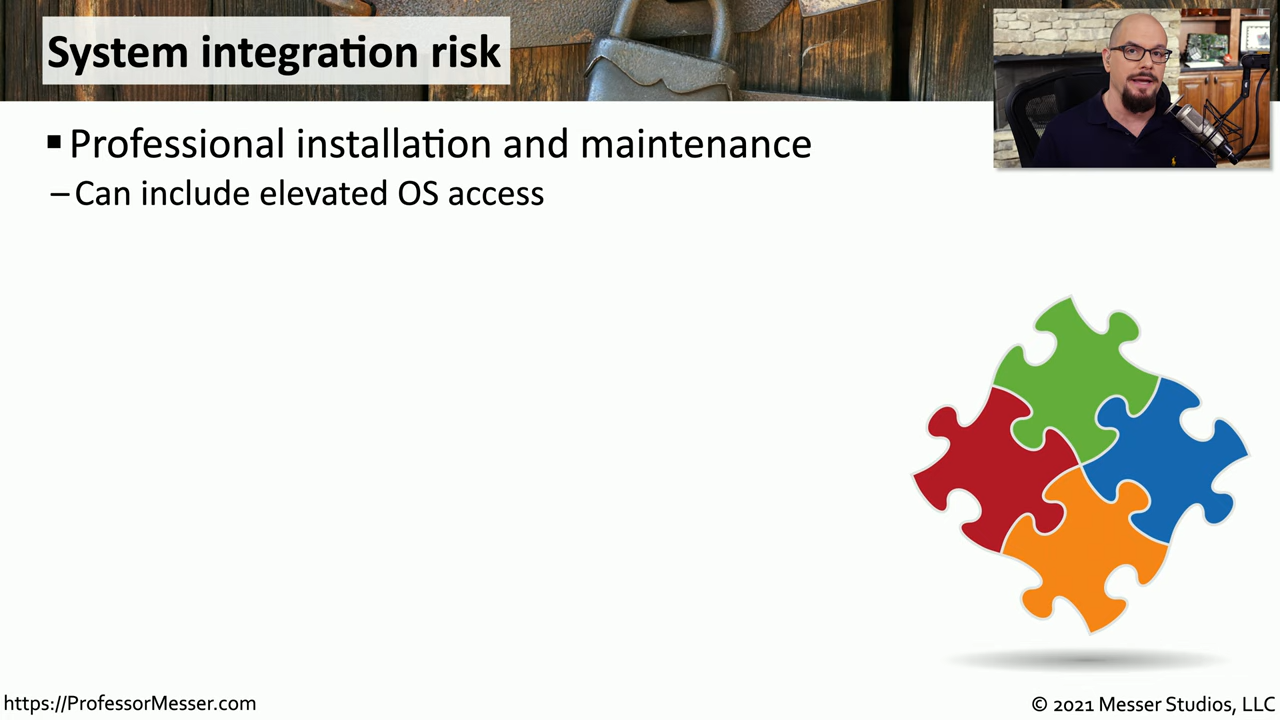 System integration risk
▪ Professional installation and maintenance
– Can include elevated OS access
https://ProfessorMesser.com
© 2021 Messer Studios, LLC